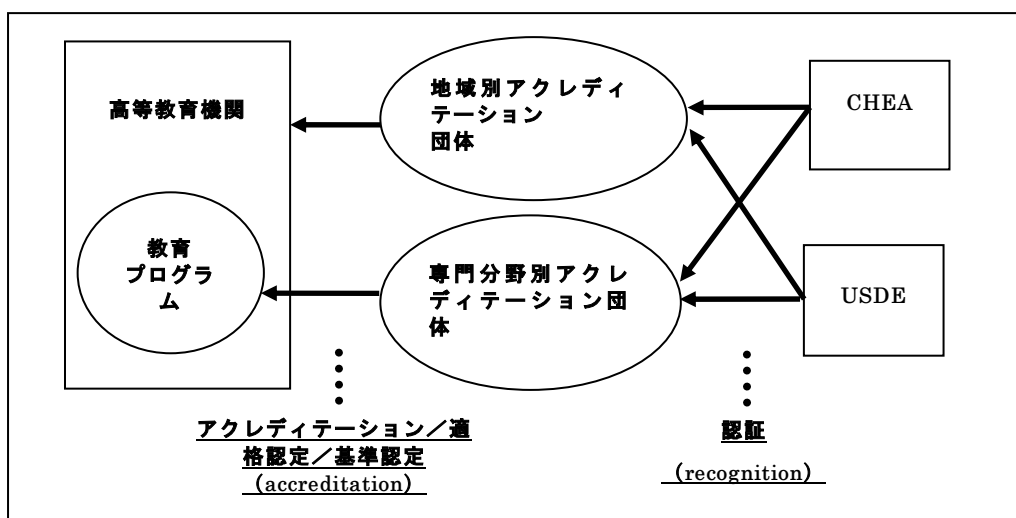 高等教育機関
教育
プログラ
ム
地域別アクレディ
テーション
団体
専門分野別アクレ
ディテーション団
体
CHEA
USDE
アクレディテーション／適
格認定／基準認定
（accreditation）
認証
（recognition）